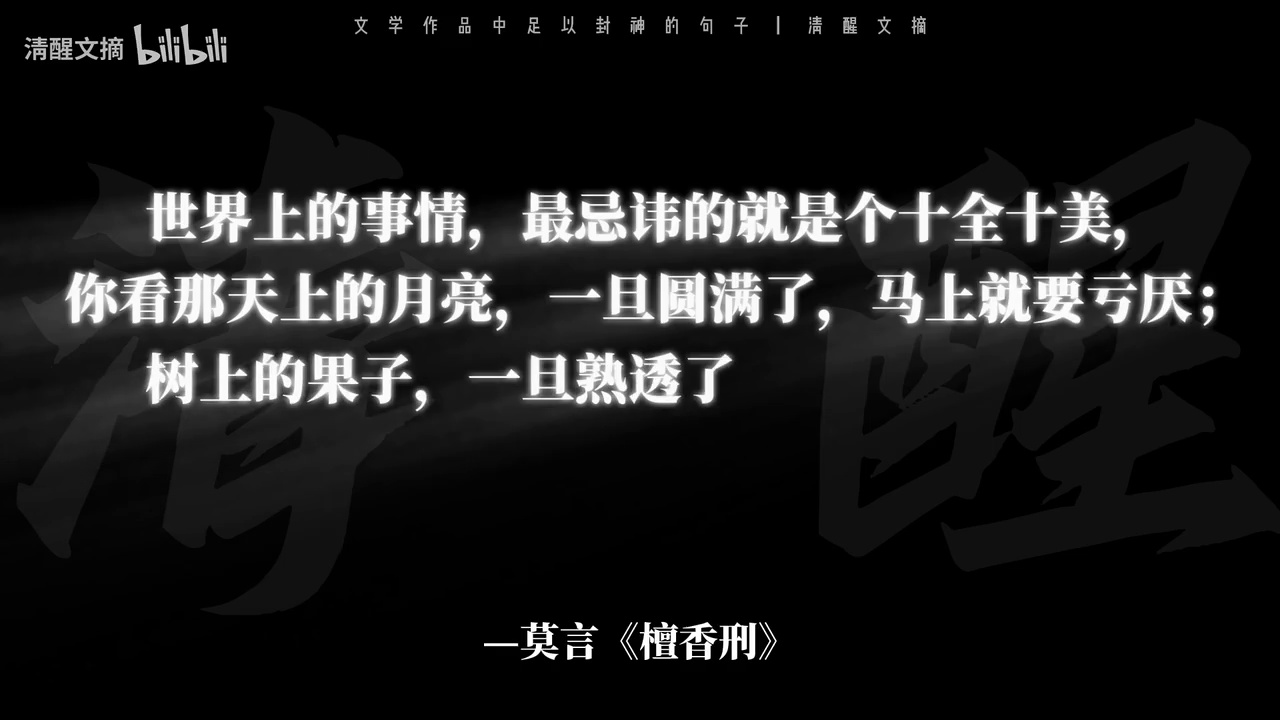 文学作品中足以封神的句子 | 清醒文摘
清醒文摘 bilibili
清醒
世界上的事情，最忌讳的就是个十全十美，
你看那天上的月亮，一旦圆满了，马上就要亏厌；
树上的果子，一旦熟透了
—莫言《檀香刑》